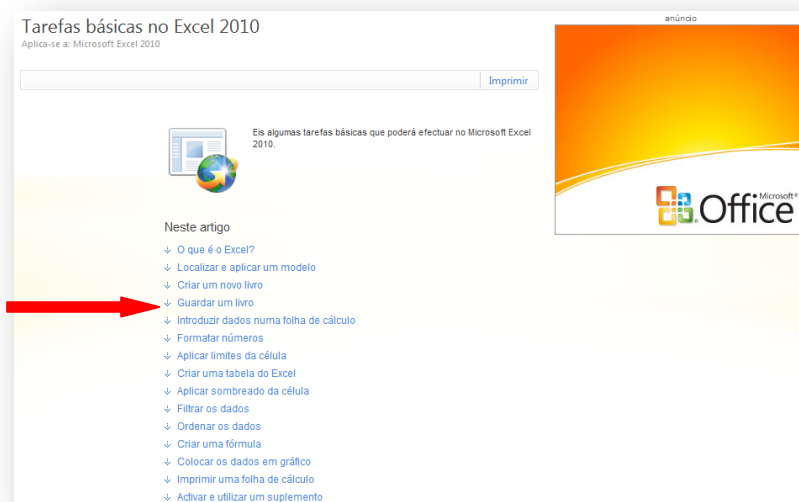 Tarefas básicas no Excel 2010
Aplica-se a: Microsoft Excel 2010
Imprimir
Eis algumas tarefas básicas que poderá efectuar no Microsoft Excel
2010.
Neste artigo
O que é o Excel?
Localizar e aplicar um modelo
Criar um novo livro
Guardar um livro
Introduzir dados numa folha de cálculo
Formatar números
Aplicar limites da célula
Criar uma tabela do Excel
Aplicar sombreado da célula
Filtrar os dados
Ordenar os dados
Criar uma fórmula
Colocar os dados em gráfico
Imprimir uma folha de cálculo
Activar e utilizar um suplemento
anúncio
Microsoft®
Office